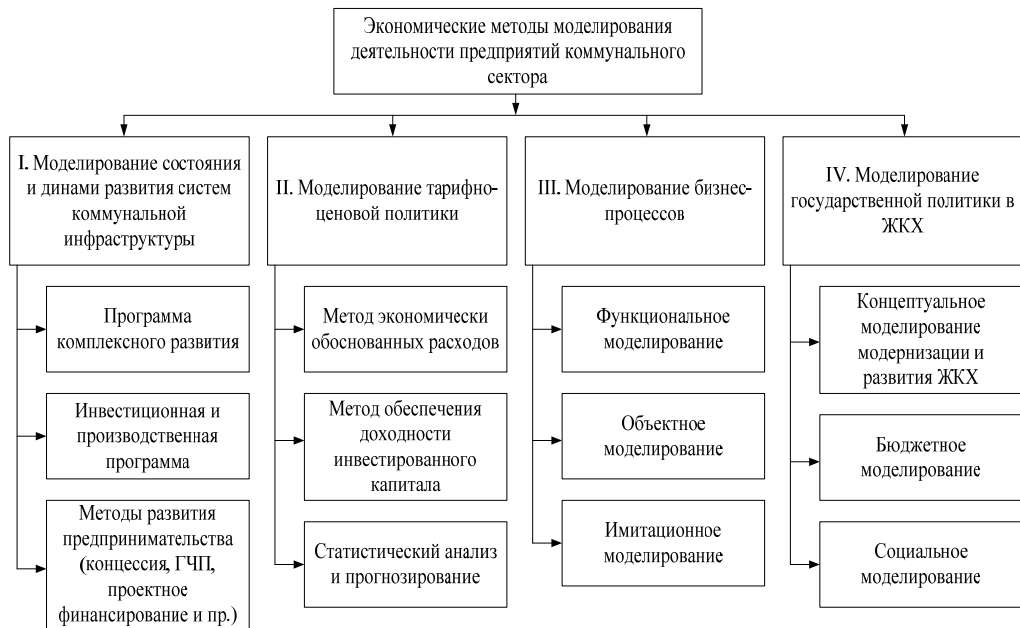 Экономические методы моделирования
деятельности предприятий коммунального
сектора
I. Моделирование состояния
и динами развития систем
коммунальной
инфраструктуры
II. Моделирование тарифно-
ценовой политики
III. Моделирование бизнес-
процессов
IV. Моделирование
государственной политики в
ЖКХ
Программа
комплексного развития
Инвестиционная и
производственная
программа
Методы развития
предпринимательства
(концессия, ГЧП,
проектное
финансирование и пр.)
Метод экономически
обоснованных расходов
Метод обеспечения
доходности
инвестированного
капитала
Статистический анализ
и прогнозирование
Функциональное
моделирование
Объектное
моделирование
Имитационное
моделирование
Концептуальное
моделирование
модернизации и
развития ЖКХ
Бюджетное
моделирование
Социальное
моделирование